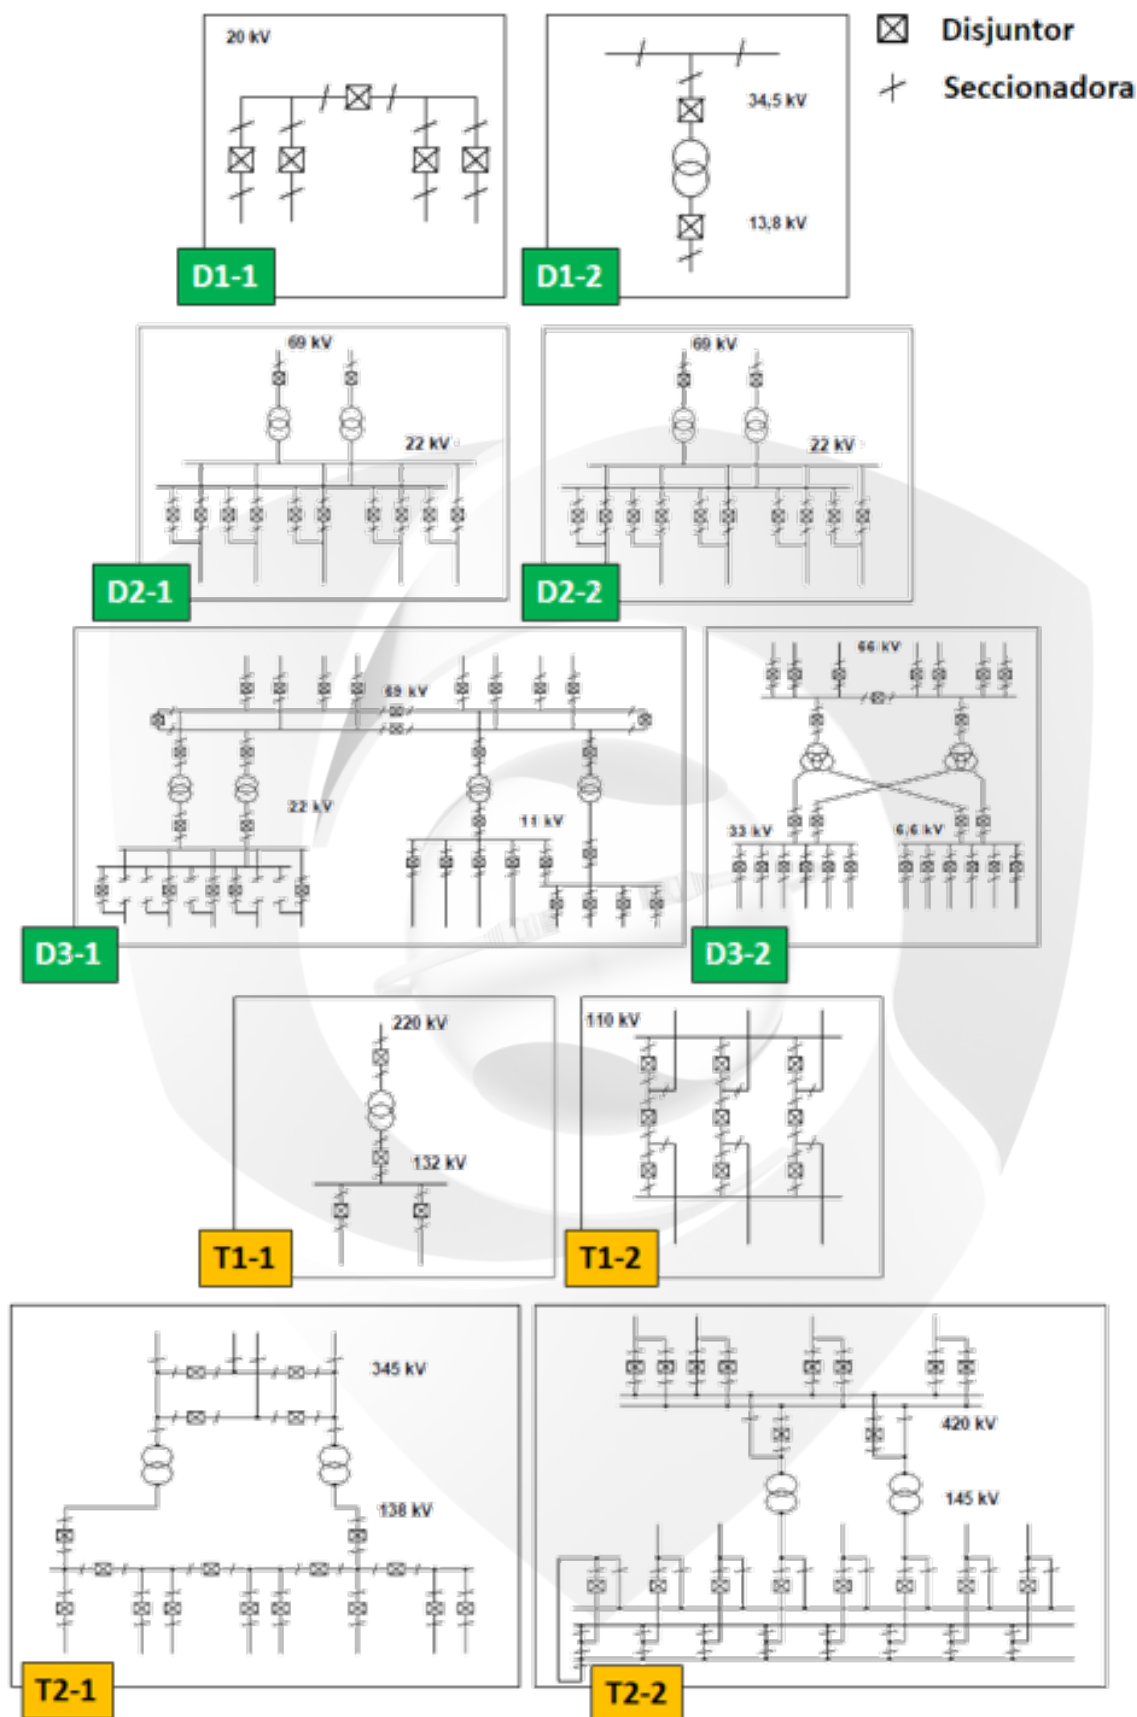 Disjuntor
Seccionadora
20 kV
D1-1
34,5 kV
13,8 kV
D1-2
69 kV
22 kV
D2-1
69 kV
22 kV
D2-2
69 kV
22 kV
11 kV
D3-1
66 kV
33 kV
6,6 kV
D3-2
220 kV
132 kV
T1-1
110 kV
T1-2
345 kV
138 kV
T2-1
420 kV
145 kV
T2-2